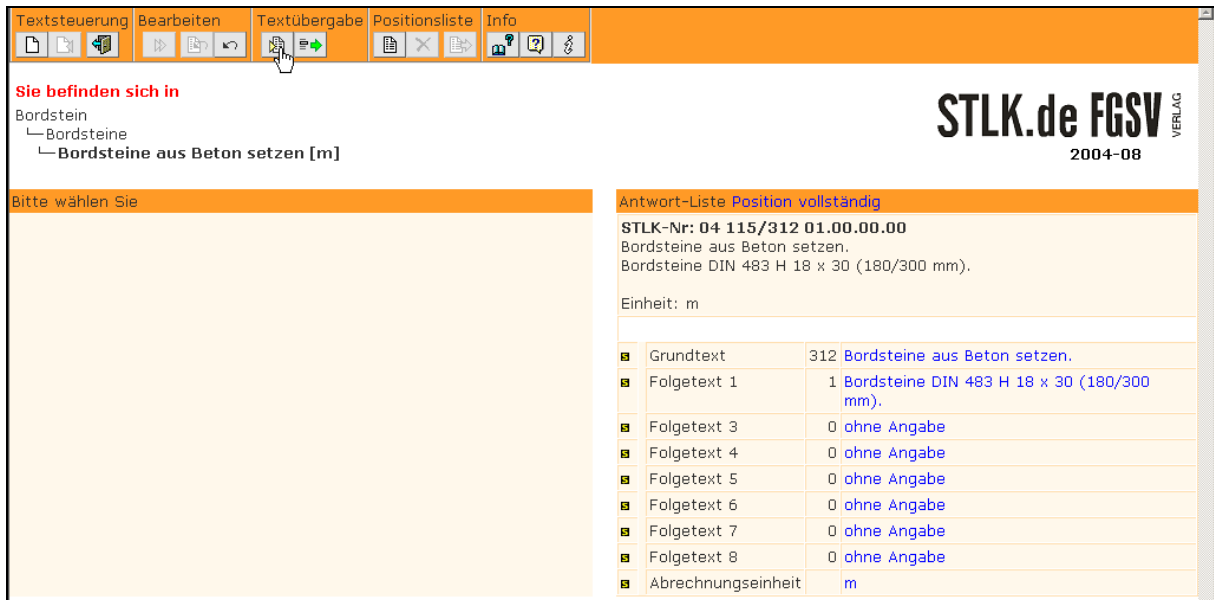 Textsteuerung Bearbeiten Textübergabe Positionsliste Info
Sie befinden sich in
Bordstein
Bordsteine
Bordsteine aus Beton setzen [m]
STLK.de FGSV VERLAG
2004-08
Bitte wählen Sie
Antwort-Liste Position vollständig
STLK-Nr: 04 115/312 01.00.00.00
Bordsteine aus Beton setzen.
Bordsteine DIN 483 H 18 x 30 (180/300 mm).
Einheit: m
S Grundtext 312 Bordsteine aus Beton setzen.
S Folgetext 1 1 Bordsteine DIN 483 H 18 x 30 (180/300
mm).
S Folgetext 3 0 ohne Angabe
S Folgetext 4 0 ohne Angabe
S Folgetext 5 0 ohne Angabe
S Folgetext 6 0 ohne Angabe
S Folgetext 7 0 ohne Angabe
S Folgetext 8 0 ohne Angabe
S Abrechnungseinheit m